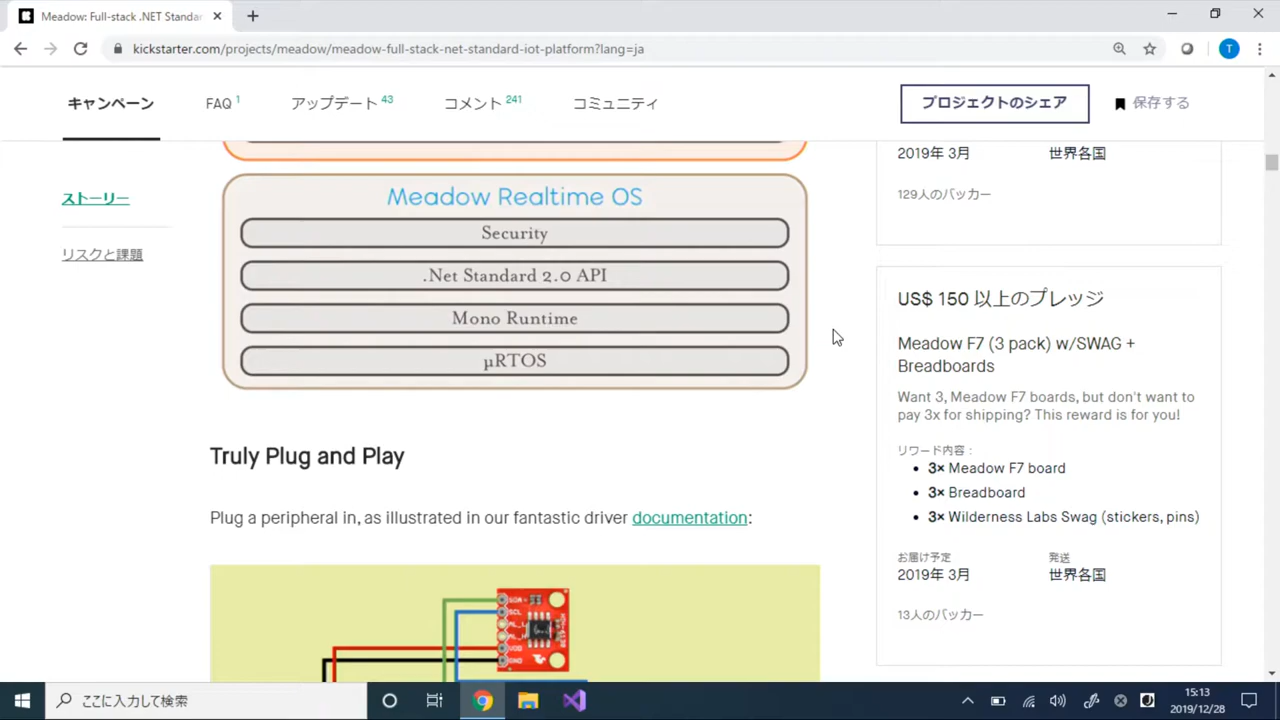 Meadow: Full-stack .NET Standar
kickstarter.com/projects/meadow/meadow-full-stack-net-standard-iot-platform?lang=ja
T
キャンペーン
FAQ 1
アップデート 43
コメント 241
コミュニティ
プロジェクトのシェア
保存する
ストーリー
リスクと課題
Meadow Realtime OS
Security
.Net Standard 2.0 API
Mono Runtime
µRTOS
Truly Plug and Play
Plug a peripheral in, as illustrated in our fantastic driver documentation:
SDA
SCL
AL_L
AL_H
VDD
GND
2019年 3月
世界各国
129人のバッカー
US$ 150 以上のプレッジ
Meadow F7 (3 pack) w/SWAG +
Breadboards
Want 3, Meadow F7 boards, but don't want to
pay 3x for shipping? This reward is for you!
リワード内容：
• 3× Meadow F7 board
• 3× Breadboard
• 3× Wilderness Labs Swag (stickers, pins)
お届け予定
発送
2019年 3月
世界各国
13人のバッカー
ここに入力して検索
15:13
2019/12/28